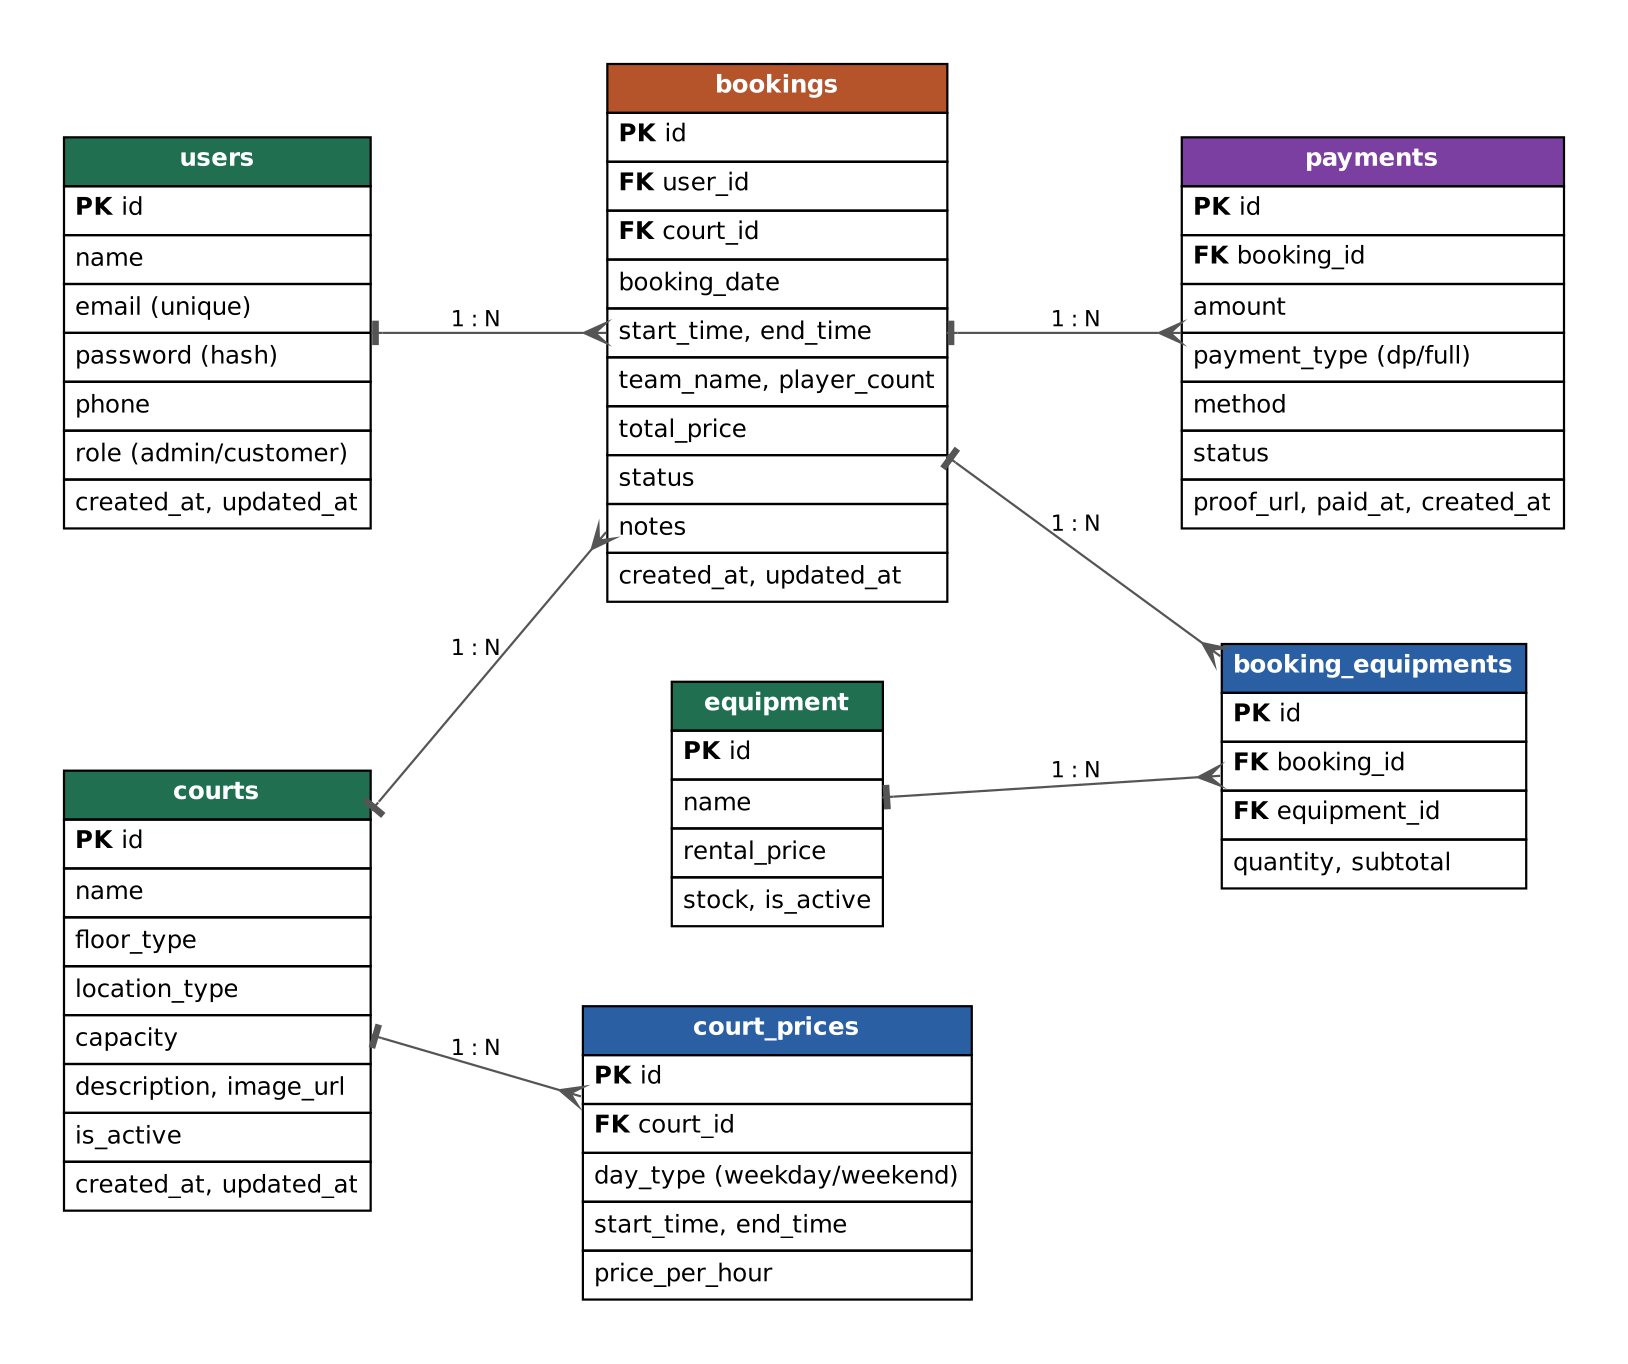 bookings
PK id
FK user_id
FK court_id
booking_date
start_time, end_time
team_name, player_count
total_price
status
notes
created_at, updated_at
users
PK id
name
email (unique)
password (hash)
phone
role (admin/customer)
created_at, updated_at
payments
PK id
FK booking_id
amount
payment_type (dp/full)
method
status
proof_url, paid_at, created_at
1 : N
1 : N
1 : N
1 : N
booking_equipments
PK id
FK booking_id
FK equipment_id
quantity, subtotal
equipment
PK id
name
rental_price
stock, is_active
1 : N
courts
PK id
name
floor_type
location_type
capacity
description, image_url
is_active
created_at, updated_at
1 : N
court_prices
PK id
FK court_id
day_type (weekday/weekend)
start_time, end_time
price_per_hour